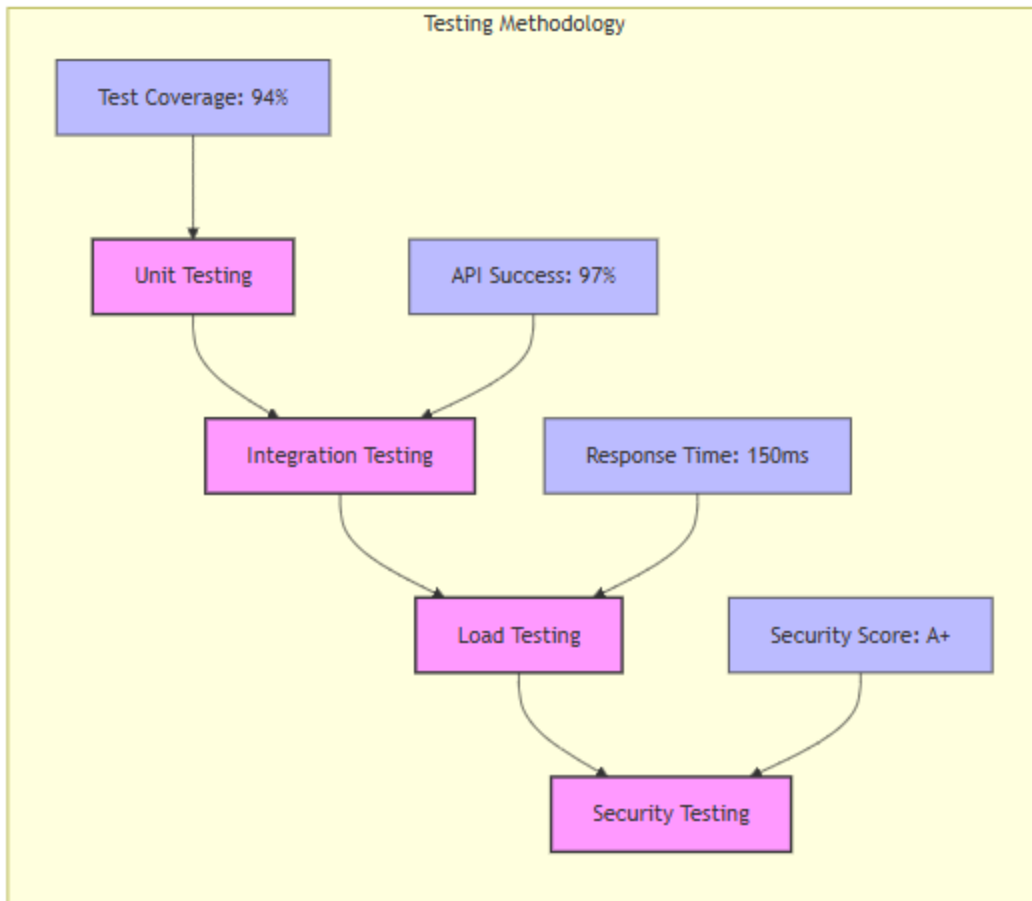 Testing Methodology
Test Coverage: 94%
Unit Testing
API Success: 97%
Integration Testing
Response Time: 150ms
Load Testing
Security Score: A+
Security Testing